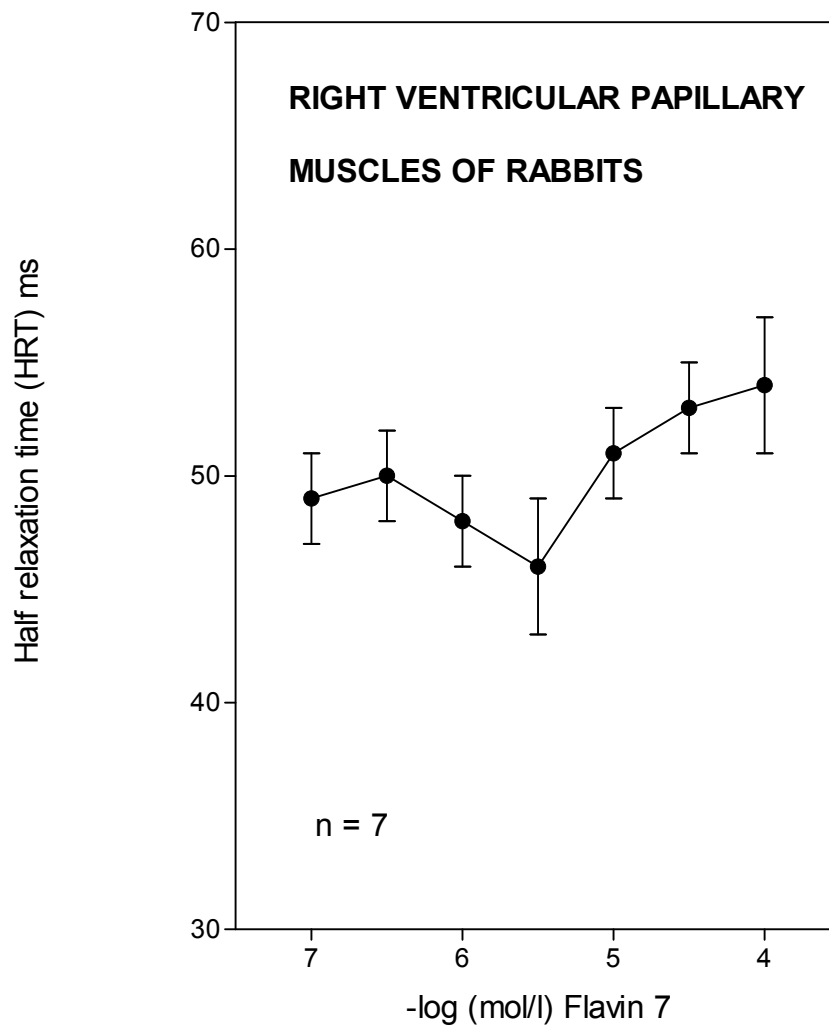 70
RIGHT VENTRICULAR PAPILLARY
MUSCLES OF RABBITS
60
Half relaxation time (HRT) ms
50
40
n = 7
30
7 6 5 4
-log (mol/l) Flavin 7